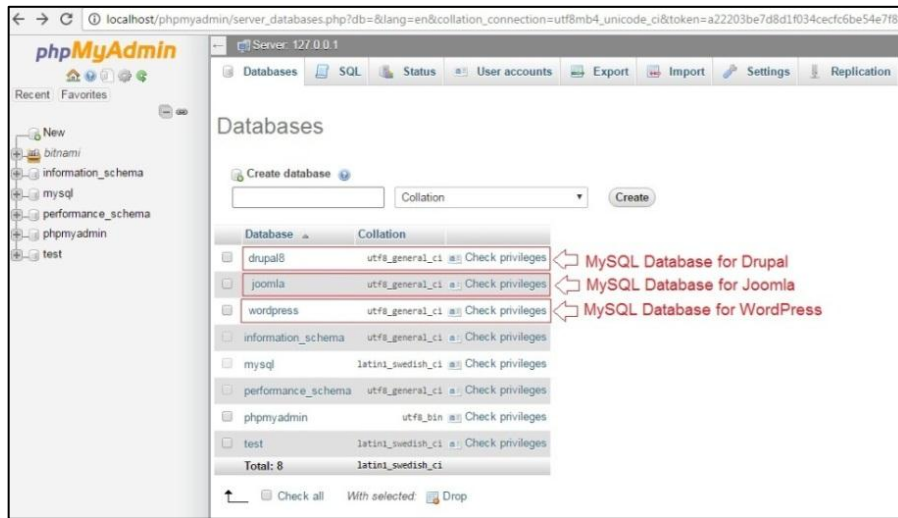 localhost/phpmyadmin/server_databases.php?db=&lang=en&collation_connection=utf8mb4_unicode_ci&token=a22203be7d8d1f034cecfc6be54e7f8
phpMyAdmin
Recent Favorites
New
bitnami
information_schema
mysql
performance_schema
phpmyadmin
test
Server: 127.0.0.1
Databases SQL Status User accounts Export Import Settings Replication
Databases
Create database
Collation Create
Database Collation
drupal8 utf8_general_ci Check privileges MySQL Database for Drupal
joomla utf8_general_ci Check privileges MySQL Database for Joomla
wordpress utf8_general_ci Check privileges MySQL Database for WordPress
information_schema utf8_general_ci Check privileges
mysql latin1_swedish_ci Check privileges
performance_schema utf8_general_ci Check privileges
phpmyadmin utf8_bin Check privileges
test latin1_swedish_ci Check privileges
Total: 8 latin1_swedish_ci
Check all With selected: Drop